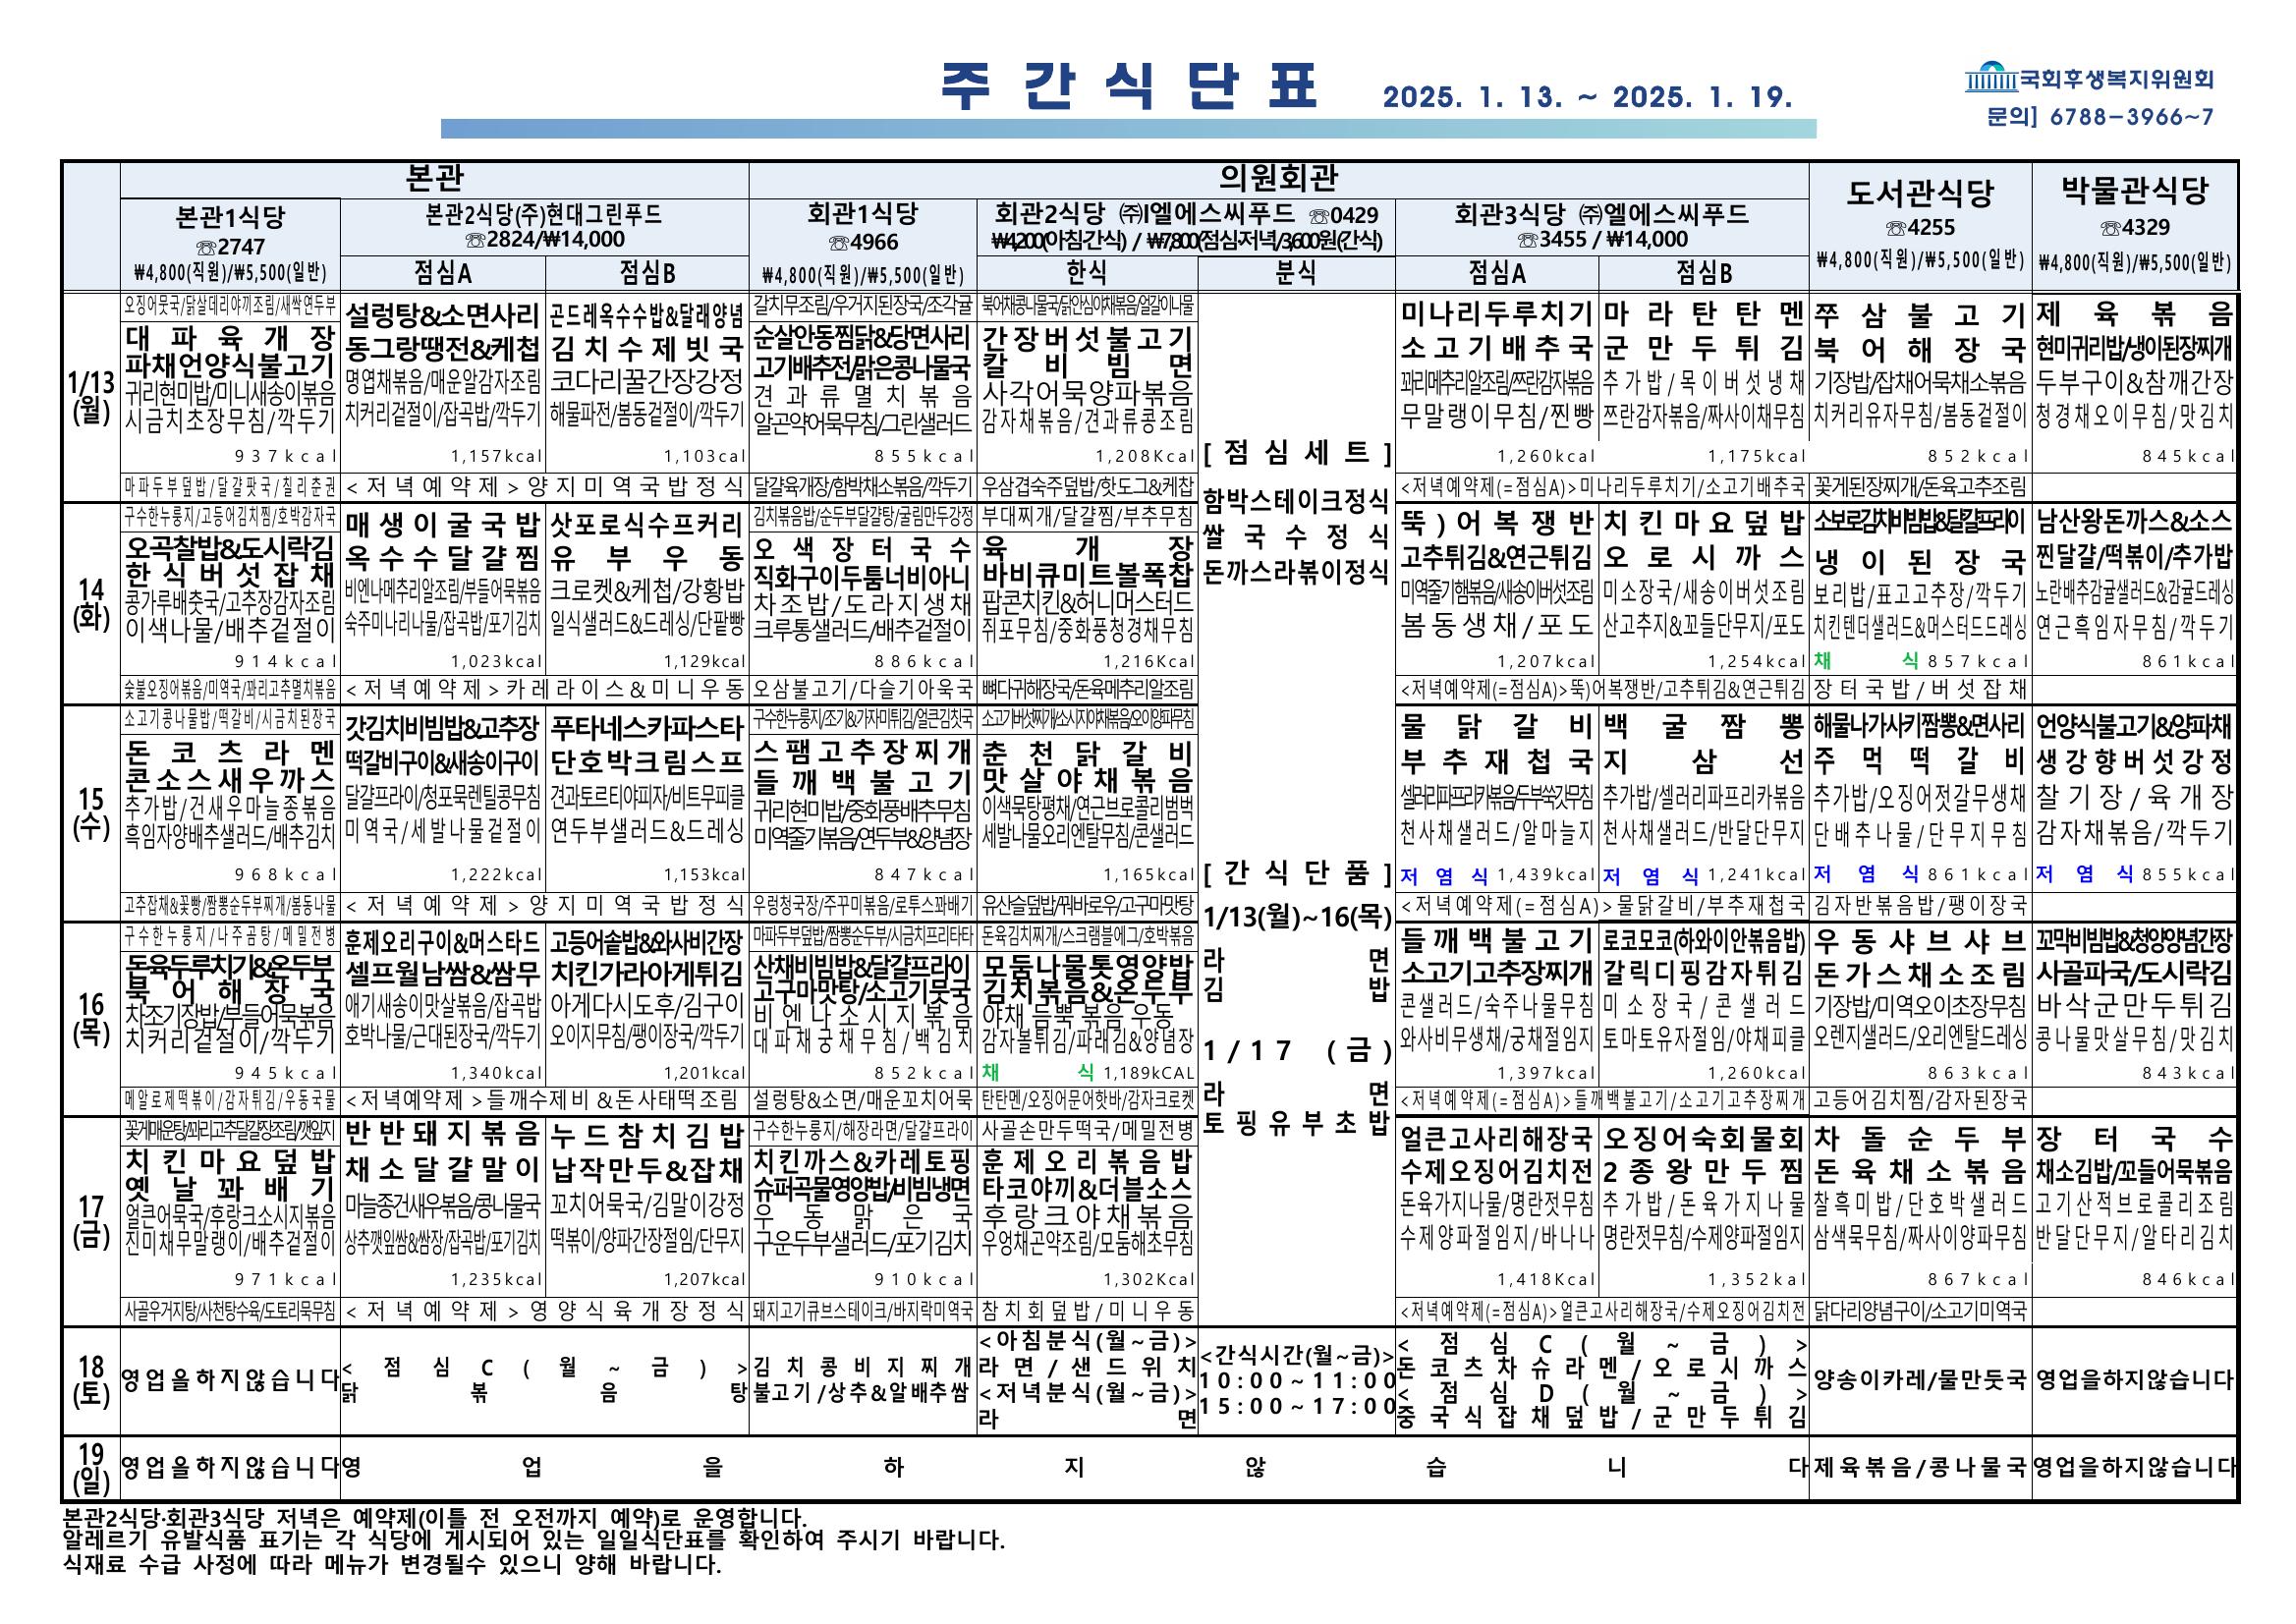 주간식단표 2025. 1. 13. ~ 2025. 1. 19.
국회후생복지위원회
문의] 6788-3966~7
본관
의원회관
도서관식당
☏4255
₩4,800(직원)/₩5,500(일반)
박물관식당
☏4329
₩4,800(직원)/₩5,500(일반)
본관1식당
☏2747
₩4,800(직원)/₩5,500(일반)
본관2식당(주)현대그린푸드
☏2824/₩14,000
점심A
점심B
회관1식당
☏4966
₩4,800(직원)/₩5,500(일반)
회관2식당 ㈜엘에스씨푸드 ☏0429
₩4,200(아침·간식) / ₩7,800(점심·저녁/3,600원(간식)
한식
분식
회관3식당 ㈜엘에스씨푸드
☏3455 / ₩14,000
점심A
점심B
1/13
(월)
오징어뭇국/닭살데리야끼조림/새싹연두부
대파육개장
파채언양식불고기
귀리현미밥/미니새송이볶음
시금치초장무침/깍두기
937kcal
마파두부덮밥/달걀팟국/칠리춘권
설렁탕&소면사리
동그랑땡전&케첩
명엽채볶음/매운알감자조림
치커리겉절이/잡곡밥/깍두기
1,157kcal
곤드레옥수수밥&달래양념
김치수제빗국
코다리꿀간장강정
해물파전/봄동겉절이/깍두기
1,103cal
<저녁예약제>양지미역국밥정식
갈치무조림/우거지된장국/조각귤
순살안동찜닭&당면사리
고기배추전/맑은콩나물국
견과류멸치볶음
알곤약어묵무침/그린샐러드
855kcal
달걀육개장/함박채소볶음/깍두기
북어채콩나물국/닭안심야채볶음/얼갈이나물
간장버섯불고기
칼비빔면
사각어묵양파볶음
감자채볶음/견과류콩조림
1,208Kcal
우삼겹숙주덮밥/핫도그&케찹
[점심세트]
함박스테이크정식
쌀국수정식
돈까스라볶이정식
[간식단품]
1/13(월)~16(목)
라면
김밥
1/17 (금)
라면
토핑유부초밥
미나리두루치기
소고기배추국
꽈리메추리알조림/쯔란감자볶음
무말랭이무침/찐빵
1,260kcal
마라탄탄멘
군만두튀김
추가밥/목이버섯냉채
쯔란감자볶음/짜사이채무침
1,175kcal
<저녁예약제(=점심A)>미나리두루치기/소고기배추국
쭈삼불고기
북어해장국
기장밥/잡채어묵채소볶음
치커리유자무침/봄동겉절이
852kcal
꽃게된장찌개/돈육고추조림
제육볶음
현미귀리밥/냉이된장찌개
두부구이&참깨간장
청경채오이무침/맛김치
845kcal
14
(화)
구수한누룽지/고등어김치찜/호박감자국
오곡찰밥&도시락김
한식버섯잡채
콩가루배춧국/고추장감자조림
이색나물/배추겉절이
914kcal
숯불오징어볶음/미역국/꽈리고추멸치볶음
매생이굴국밥
옥수수달걀찜
비엔나메추리알조림/부들어묵볶음
숙주미나리나물/잡곡밥/포기김치
1,023kcal
삿포로식수프커리
유부우동
크로켓&케첩/강황밥
일식샐러드&드레싱/단팥빵
1,129kcal
<저녁예약제>카레라이스&미니우동
김치볶음밥/순두부달걀탕/굴림만두강정
오색장터국수
직화구이두툼너비아니
차조밥/도라지생채
크루통샐러드/배추겉절이
886kcal
오삼불고기/다슬기아욱국
부대찌개/달걀찜/부추무침
육개장
바비큐미트볼폭찹
팝콘치킨&허니머스터드
쥐포무침/중화풍청경채무침
1,216Kcal
뼈다귀해장국/돈육메추리알조림
뚝)어복쟁반
고추튀김&연근튀김
미역줄기햄볶음/새송이버섯조림
봄동생채/포도
1,207kcal
치킨마요덮밥
오로시까스
미소장국/새송이버섯조림
산고추지&꼬들단무지/포도
1,254kcal
<저녁예약제(=점심A)>뚝)어복쟁반/고추튀김&연근튀김
소보로김치비빔밥&달걀프라이
냉이된장국
보리밥/표고고추장/깍두기
치킨텐더샐러드&머스터드드레싱
채식 857kcal
장터국밥/버섯잡채
남산왕돈까스&소스
찐달걀/떡볶이/추가밥
노란배추감귤샐러드&감귤드레싱
연근흑임자무침/깍두기
861kcal
15
(수)
소고기콩나물밥/떡갈비/시금치된장국
돈코츠라멘
콘소스새우까스
추가밥/건새우마늘종볶음
흑임자양배추샐러드/배추김치
968kcal
고추잡채&꽃빵/짬뽕순두부찌개/봄동나물
갓김치비빔밥&고추장
떡갈비구이&새송이구이
달걀프라이/청포묵렌틸콩무침
미역국/세발나물겉절이
1,222kcal
푸타네스카파스타
단호박크림스프
견과토르티야피자/비트무피클
연두부샐러드&드레싱
1,153kcal
<저녁예약제>양지미역국밥정식
구수한누룽지/조기&가자미튀김/얼큰김칫국
스팸고추장찌개
들깨백불고기
귀리현미밥/중화풍배추무침
미역줄기볶음/연두부&양념장
847kcal
우렁청국장/주꾸미볶음/로투스꽈배기
소고기버섯찌개/소시지야채볶음/오이양파무침
춘천닭갈비
맛살야채볶음
이색묵탕평채/연근브로콜리범벅
세발나물오리엔탈무침/콘샐러드
1,165kcal
유산슬덮밥/꿔바로우/고구마맛탕
물닭갈비
부추재첩국
셀러리파프리카볶음/두부쑥갓무침
천사채샐러드/알마늘지
저염식 1,439kcal
백굴짬뽕
지삼선
추가밥/셀러리파프리카볶음
천사채샐러드/반달단무지
저염식 1,241kcal
<저녁예약제(=점심A)>물닭갈비/부추재첩국
해물나가사키짬뽕&면사리
주먹떡갈비
추가밥/오징어젓갈무생채
단배추나물/단무지무침
저염식 861kcal
김자반볶음밥/팽이장국
언양식불고기&양파채
생강향버섯강정
찰기장/육개장
감자채볶음/깍두기
저염식 855kcal
16
(목)
구수한누룽지/나주곰탕/메밀전병
돈육두루치기&온두부
북어해장국
차조기장밥/부들어묵볶음
치커리겉절이/깍두기
945kcal
메알로제떡볶이/감자튀김/우동국물
훈제오리구이&머스타드
셀프월남쌈&쌈무
애기새송이맛살볶음/잡곡밥
호박나물/근대된장국/깍두기
1,340kcal
고등어솥밥&와사비간장
치킨가라아게튀김
아게다시도후/김구이
오이지무침/팽이장국/깍두기
1,201kcal
<저녁예약제>들깨수제비&돈사태떡조림
마파두부덮밥/짬뽕순두부/시금치프리타타
산채비빔밥&달걀프라이
고구마맛탕/소고기뭇국
비엔나소시지볶음
대파채궁채무침/백김치
852kcal
설렁탕&소면/매운꼬치어묵
돈육김치찌개/스크램블에그/호박볶음
모둠나물톳영양밥
김치볶음&온두부
야채 듬뿍 볶음 우동
감자볼튀김/파래김&양념장
채식 1,189kCAL
탄탄멘/오징어문어핫바/감자크로켓
들깨백불고기
소고기고추장찌개
콘샐러드/숙주나물무침
와사비무생채/궁채절임지
1,397kcal
로코모코(하와이안볶음밥)
갈릭디핑감자튀김
미소장국/콘샐러드
토마토유자절임/야채피클
1,260kcal
<저녁예약제(=점심A)>들깨백불고기/소고기고추장찌개
우동샤브샤브
돈가스채소조림
기장밥/미역오이초장무침
오렌지샐러드/오리엔탈드레싱
863kcal
고등어김치찜/감자된장국
꼬막비빔밥&청양양념간장
사골파국/도시락김
바삭군만두튀김
콩나물맛살무침/맛김치
843kcal
17
(금)
꽃게매운탕/꽈리고추달걀장조림/깻잎지
치킨마요덮밥
옛날꽈배기
얼큰어묵국/후랑크소시지볶음
진미채무말랭이/배추겉절이
971kcal
사골우거지탕/사천탕수육/도토리묵무침
반반돼지볶음
채소달걀말이
마늘종건새우볶음/콩나물국
상추깻잎쌈&쌈장/잡곡밥/포기김치
1,235kcal
누드참치김밥
납작만두&잡채
꼬치어묵국/김말이강정
떡볶이/양파간장절임/단무지
1,207kcal
<저녁예약제>영양식육개장정식
구수한누룽지/해장라면/달걀프라이
치킨까스&카레토핑
슈퍼곡물영양밥/비빔냉면
우동맑은국
구운두부샐러드/포기김치
910kcal
돼지고기큐브스테이크/바지락미역국
사골손만두떡국/메밀전병
훈제오리볶음밥
타코야끼&더블소스
후랑크야채볶음
우엉채곤약조림/모둠해초무침
1,302Kcal
참치회덮밥/미니우동
얼큰고사리해장국
수제오징어김치전
돈육가지나물/명란젓무침
수제양파절임지/바나나
1,418Kcal
오징어숙회물회
2종왕만두찜
추가밥/돈육가지나물
명란젓무침/수제양파절임지
1,352kal
<저녁예약제(=점심A)>얼큰고사리해장국/수제오징어김치전
차돌순두부
돈육채소볶음
찰흑미밥/단호박샐러드
삼색묵무침/짜사이양파무침
867kcal
닭다리양념구이/소고기미역국
장터국수
채소김밥/꼬들어묵볶음
고기산적브로콜리조림
반달단무지/알타리김치
846kcal
18
(토)
영업을하지않습니다
<점심C(월~금)>
닭볶음탕
김치콩비지찌개
불고기/상추&알배추쌈
<아침분식(월~금)>
라면/샌드위치
<저녁분식(월~금)>
라면
<간식시간(월~금)>
10:00~11:00
15:00~17:00
<점심C(월~금)>
돈코츠차슈라멘/오로시까스
<점심D(월~금)>
중국식잡채덮밥/군만두튀김
양송이카레/물만둣국
영업을하지않습니다
19
(일)
영업을하지않습니다
영업을하지않습니다
제육볶음/콩나물국
영업을하지않습니다
본관2식당·회관3식당 저녁은 예약제(이틀 전 오전까지 예약)로 운영합니다.
알레르기 유발식품 표기는 각 식당에 게시되어 있는 일일식단표를 확인하여 주시기 바랍니다.
식재료 수급 사정에 따라 메뉴가 변경될수 있으니 양해 바랍니다.